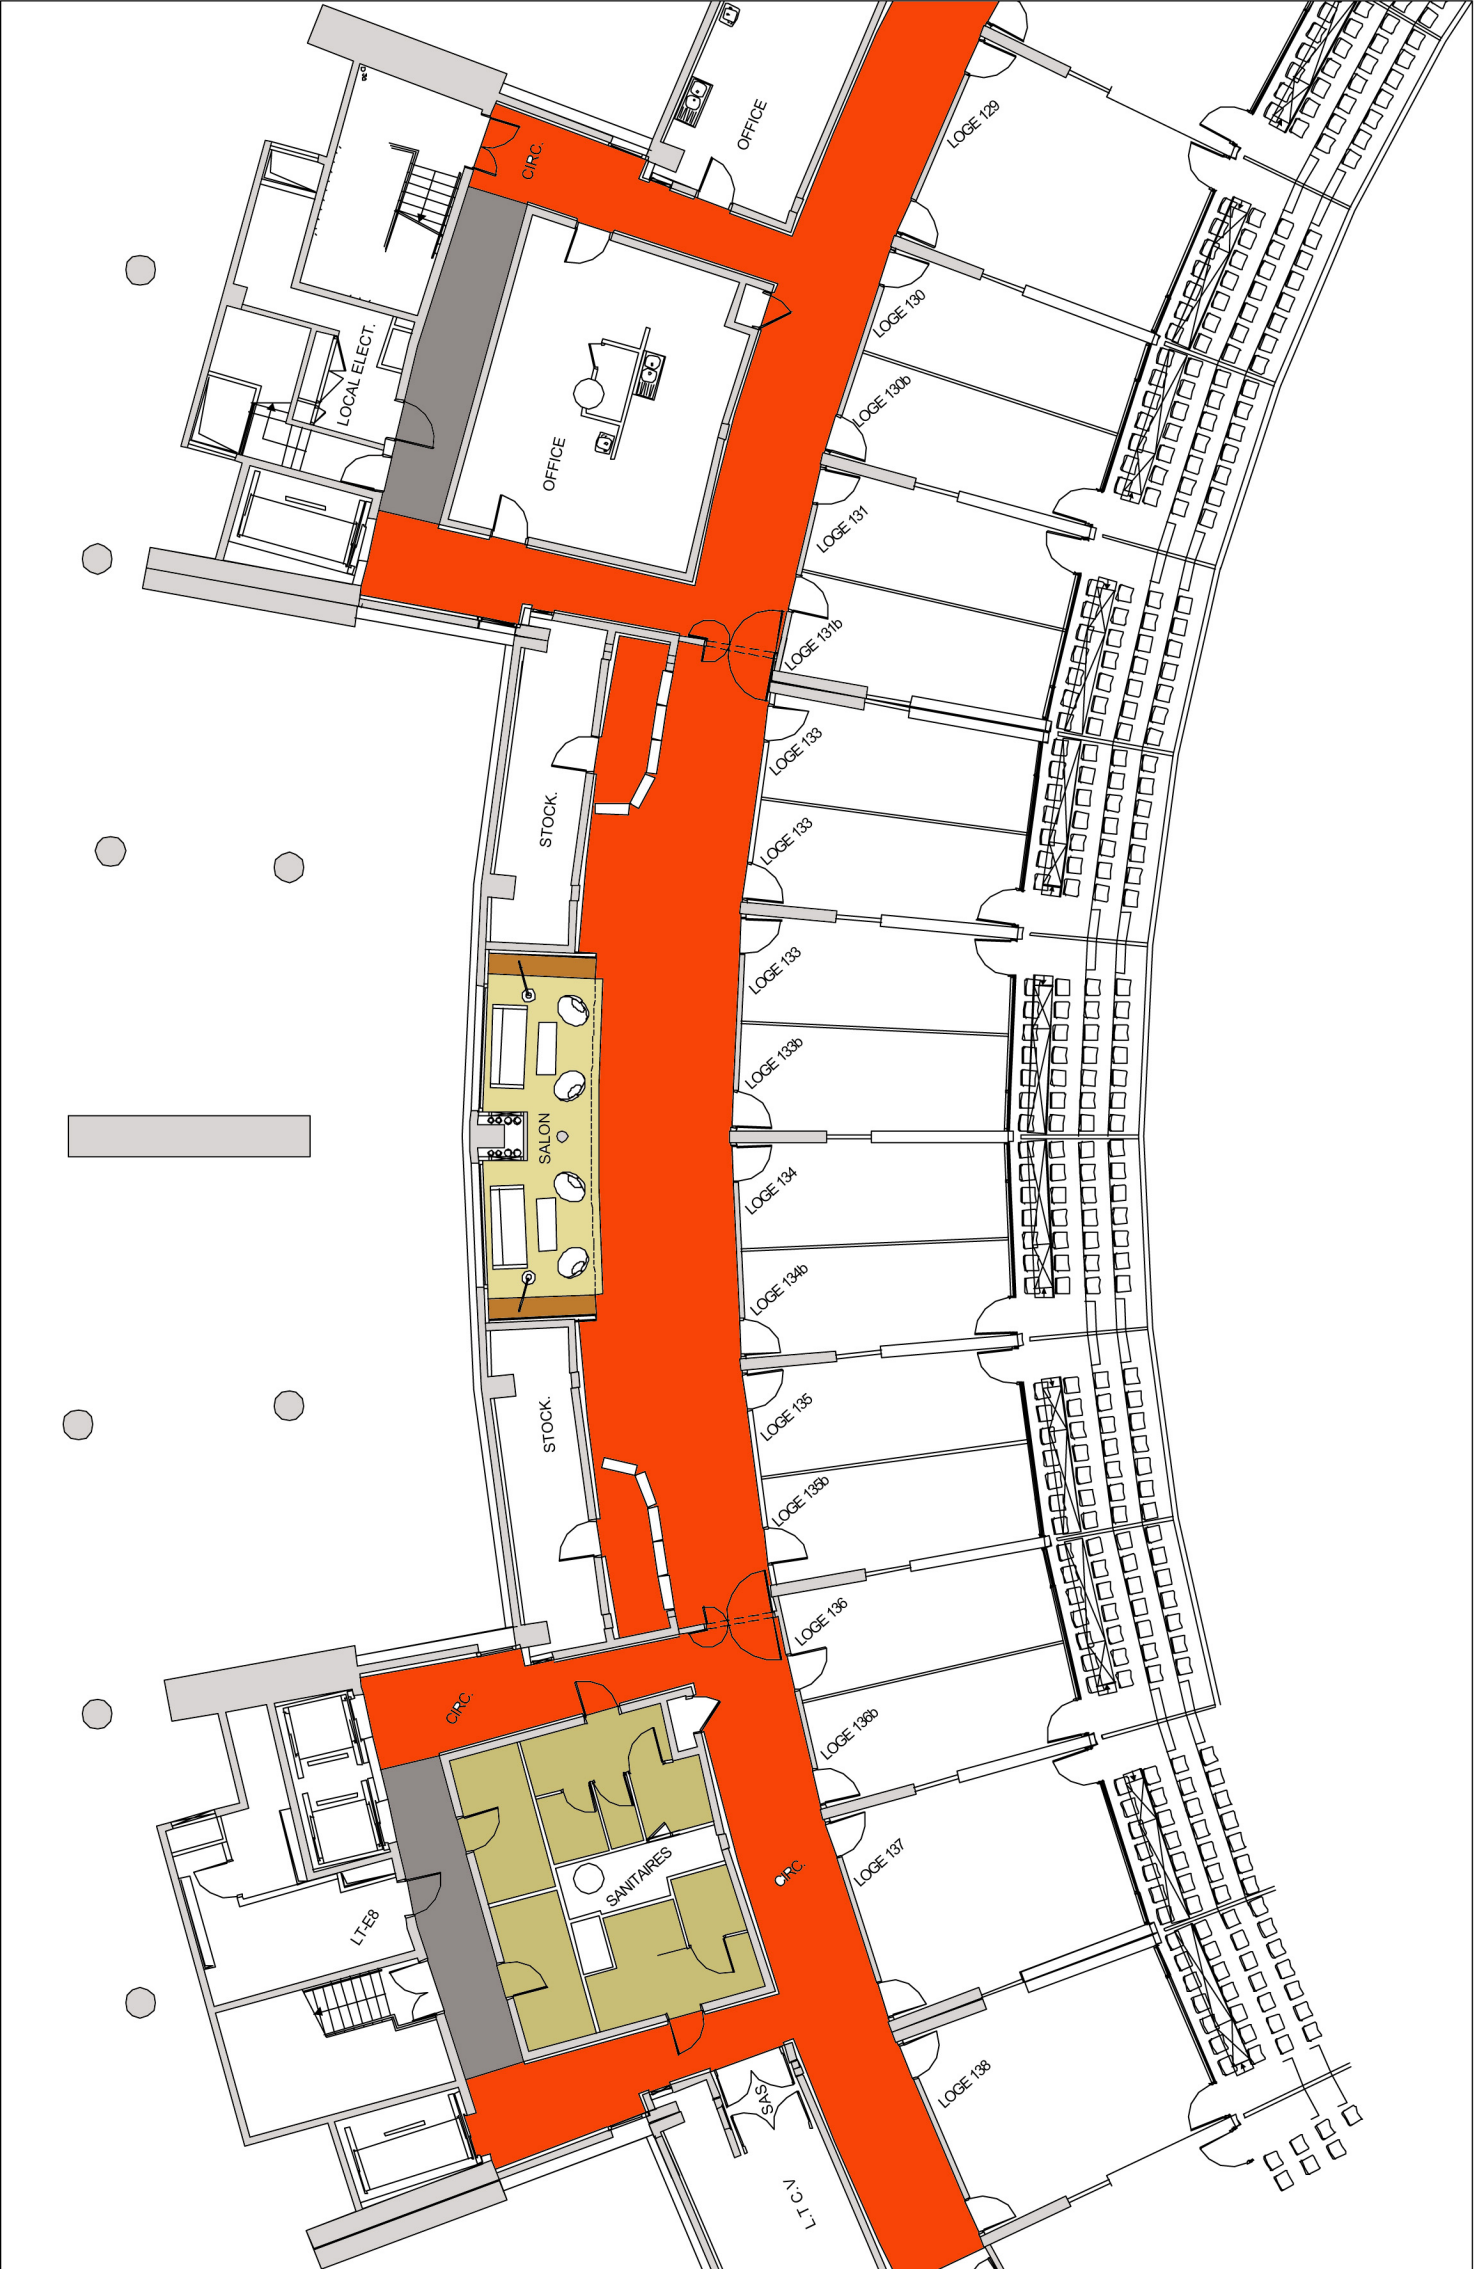 OFFICE
LOGE 129
CIRC.
LOGE 130
LOCAL ELECT.
LOGE 130b
OFFICE
LOGE 131
LOGE 131b
LOGE 133
STOCK.
LOGE 133
LOGE 133
LOGE 133b
SALON
LOGE 134
LOGE 134b
LOGE 135
STOCK.
LOGE 135b
LOGE 136
CIRC.
LOGE 136b
LOGE 137
CIRC.
SANITAIRES
LT-E8
LOGE 138
SAS
L.T C.V